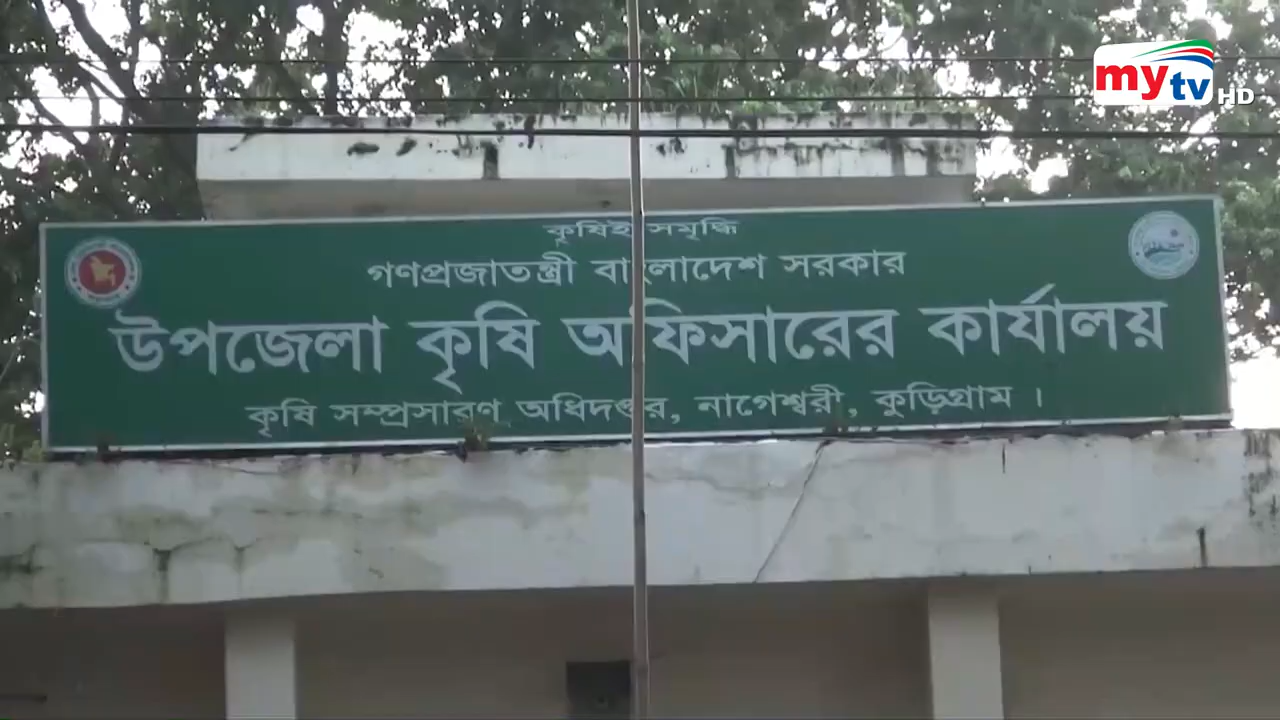 my tv HD
কৃষিই সমৃদ্ধি
গণপ্রজাতন্ত্রী বাংলাদেশ সরকার
উপজেলা কৃষি অফিসারের কার্যালয়
কৃষি সম্প্রসারণ অধিদপ্তর, নাগেশ্বরী, কুড়িগ্রাম ।